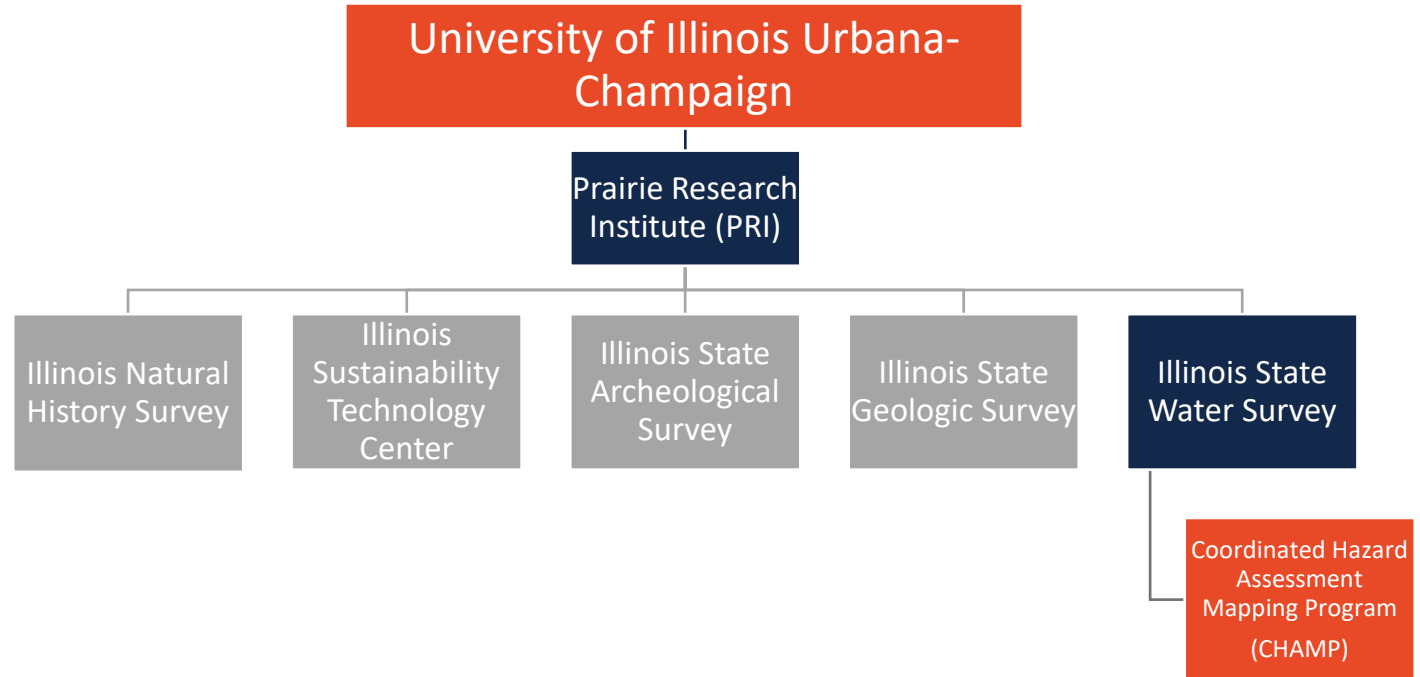 University of Illinois Urbana-
Champaign
Prairie Research
Institute (PRI)
Illinois Natural
History Survey
Illinois
Sustainability
Technology
Center
Illinois State
Archeological
Survey
Illinois State
Geologic Survey
Illinois State
Water Survey
Coordinated Hazard
Assessment
Mapping Program
(CHAMP)